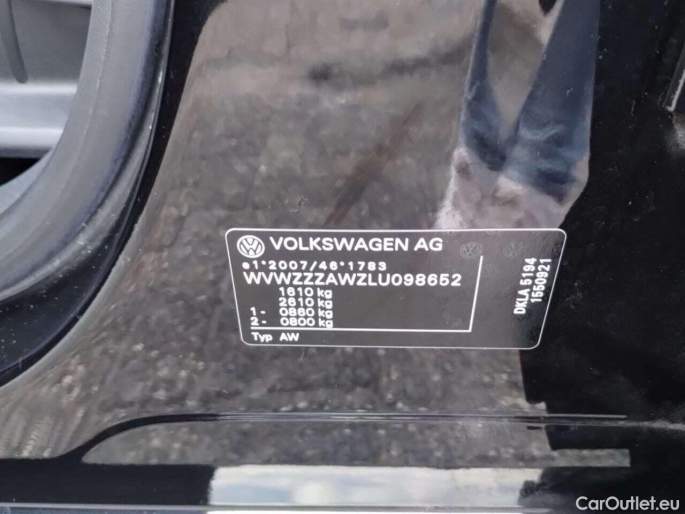 VOLKSWAGEN AG
e1*2007/46*1783
WVWZZZAWZLU098652
1610 kg
2610 kg
1- 0860 kg
2- 0800 kg
Typ AW
DKLA 5194
1550921
CarOutlet.eu